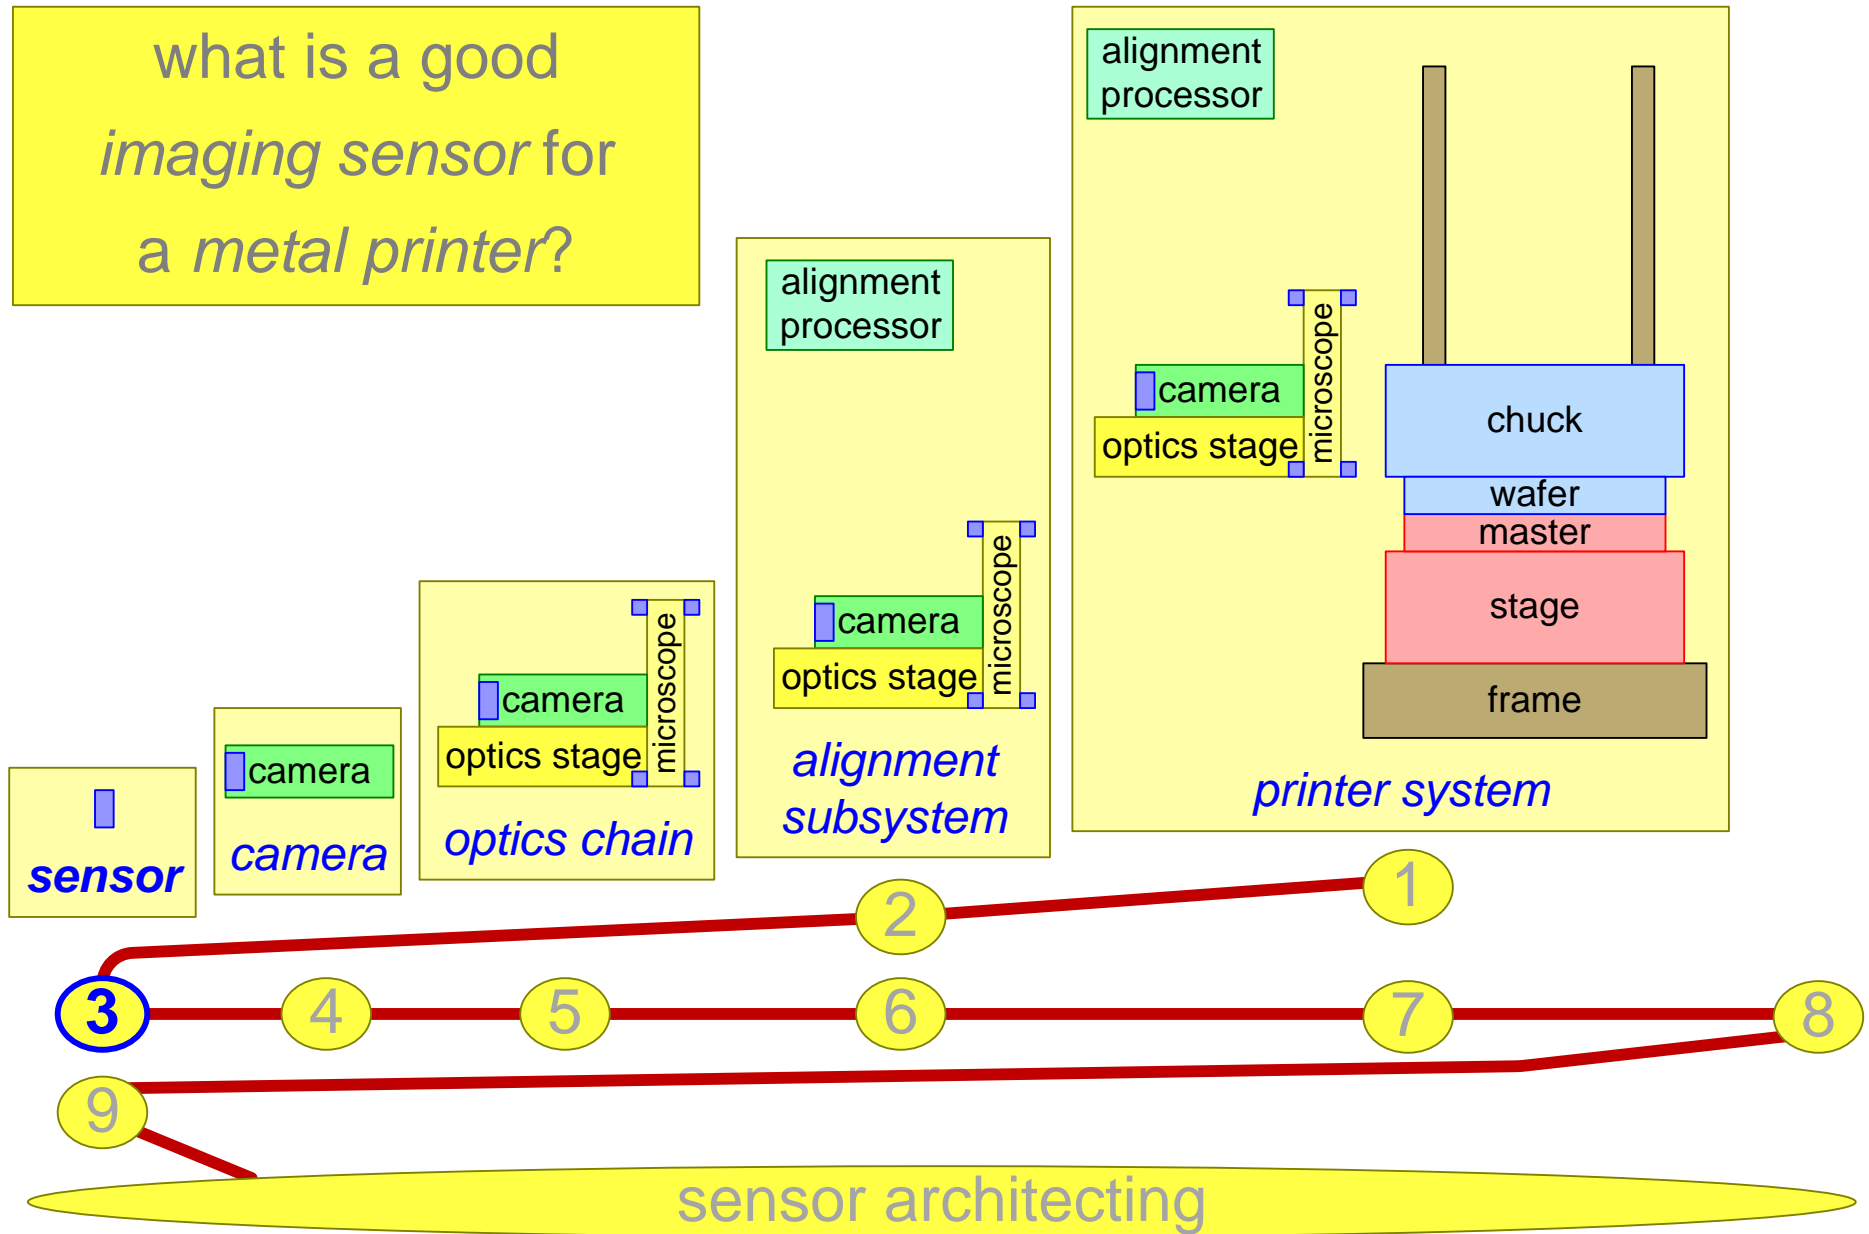 what is a good
imaging sensor for
a metal printer?
alignment
processor
camera
optics stage
microscope
chuck
wafer
master
stage
frame
printer system
alignment
processor
camera
optics stage
microscope
alignment
subsystem
camera
optics stage
microscope
optics chain
camera
camera
sensor
1
2
3
4
5
6
7
8
9
sensor architecting